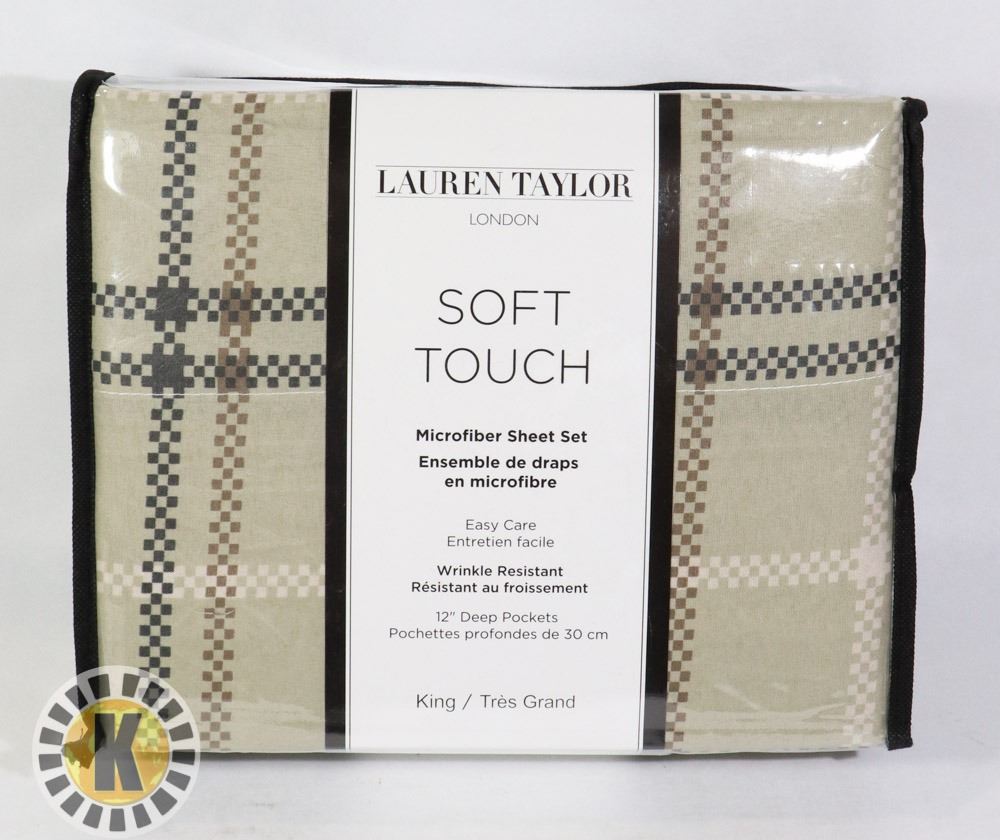 LAUREN TAYLOR
LONDON
SOFT
TOUCH
Microfiber Sheet Set
Ensemble de draps
en microfibre
Easy Care
Entretien facile
Wrinkle Resistant
Résistant au froissement
12" Deep Pockets
Pochettes profondes de 30 cm
King / Très Grand
K